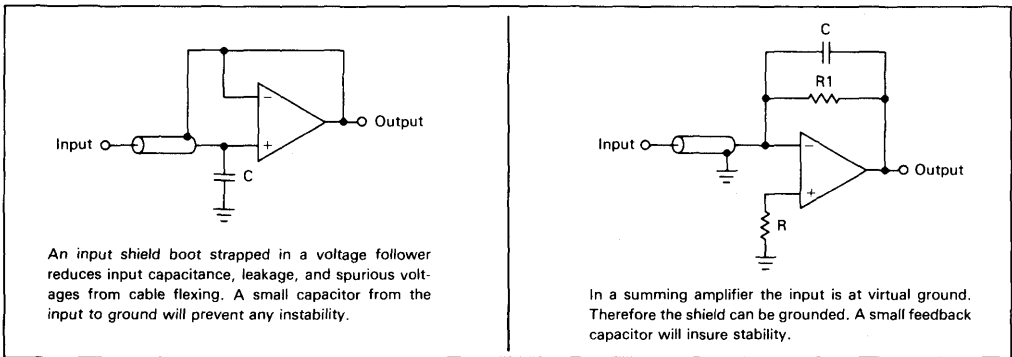 Input
Output
C
An input shield boot strapped in a voltage follower
reduces input capacitance, leakage, and spurious volt-
ages from cable flexing. A small capacitor from the
input to ground will prevent any instability.
C
R1
Input
Output
R
In a summing amplifier the input is at virtual ground.
Therefore the shield can be grounded. A small feedback
capacitor will insure stability.